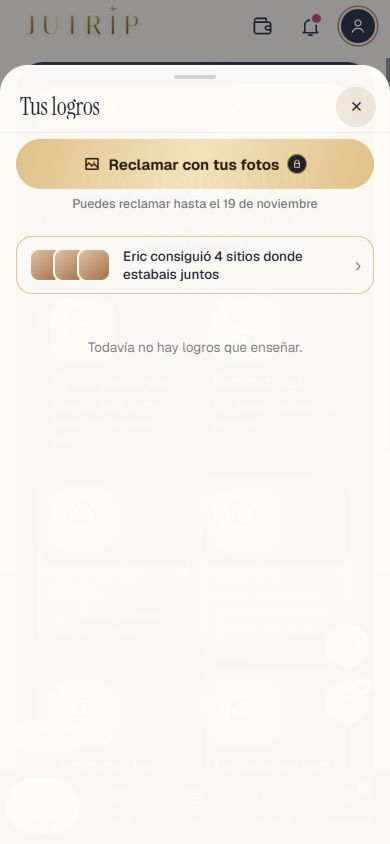 JUTRIP
Tus logros
Reclamar con tus fotos
Puedes reclamar hasta el 19 de noviembre
Eric consiguió 4 sitios donde
estabais juntos
Todavía no hay logros que enseñar.